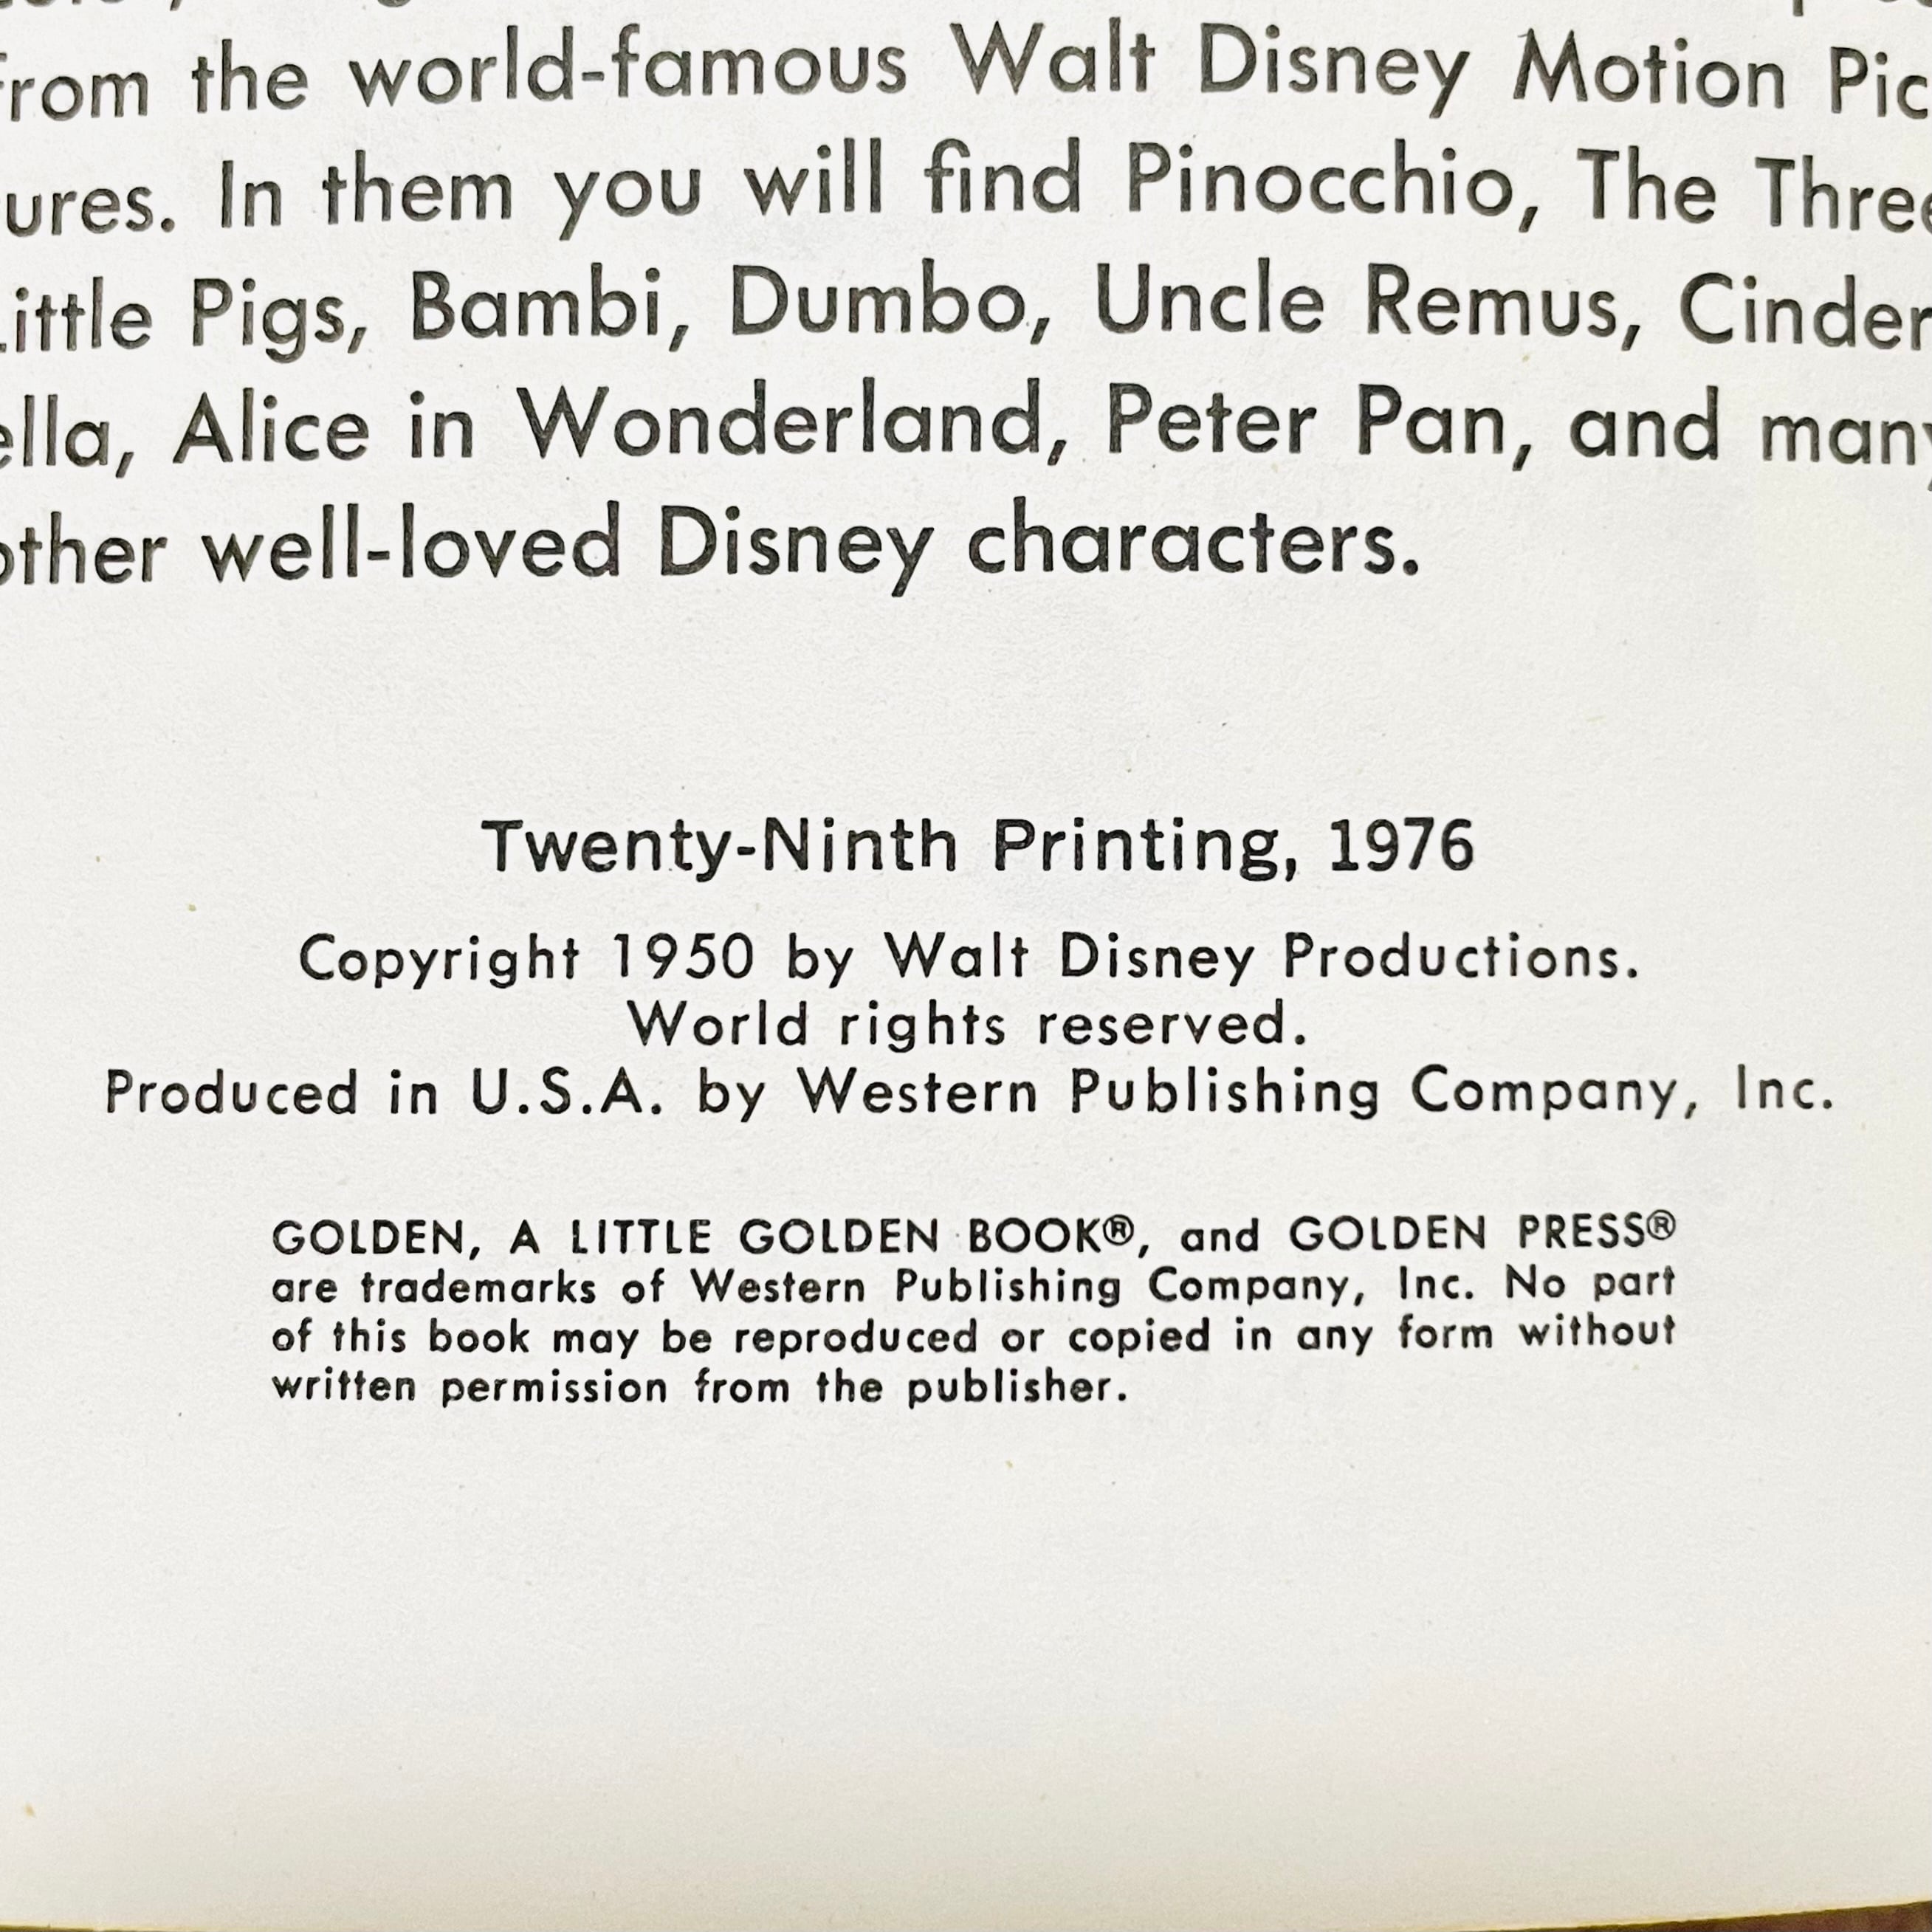 from the world-famous Walt Disney Motion Pic
ures. In them you will find Pinocchio, The Three
Little Pigs, Bambi, Dumbo, Uncle Remus, Cinder
ella, Alice in Wonderland, Peter Pan, and many
other well-loved Disney characters.
Twenty-Ninth Printing, 1976
Copyright 1950 by Walt Disney Productions.
World rights reserved.
Produced in U.S.A. by Western Publishing Company, Inc.
GOLDEN, A LITTLE GOLDEN BOOK®, and GOLDEN PRESS®
are trademarks of Western Publishing Company, Inc. No part
of this book may be reproduced or copied in any form without
written permission from the publisher.